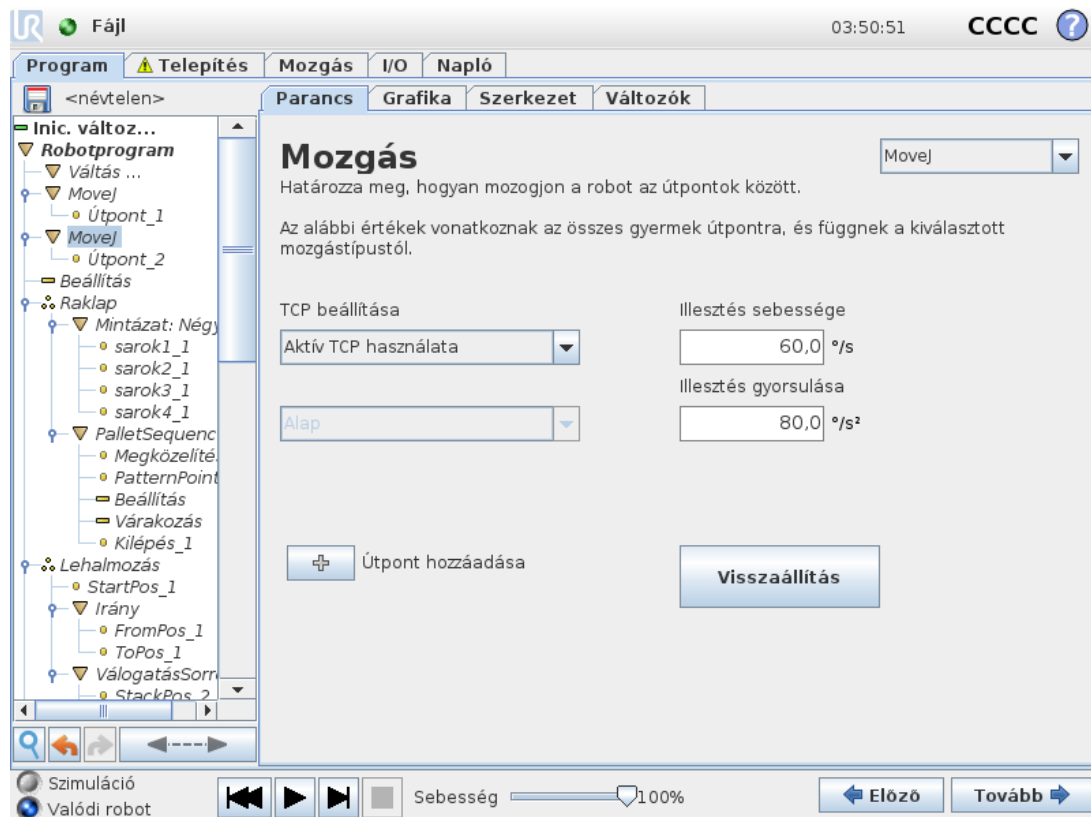 UR Fájl 03:50:51 CCCC ?
Program Telepítés Mozgás I/O Napló
<névtelen>
Parancs Grafika Szerkezet Változók
Inic. változ...
Robotprogram
Váltás ...
MoveJ
Útpont_1
MoveJ
Útpont_2
Beállítás
Raklap
Mintázat: Négy
sarok1_1
sarok2_1
sarok3_1
sarok4_1
PalletSequenc
Megközelítés
PatternPoint
Beállítás
Várakozás
Kilépés_1
Lehalmozás
StartPos_1
Irány
FromPos_1
ToPos_1
VálogatásSorr
StackPos_2
Mozgás
MoveJ
Határozza meg, hogyan mozogjon a robot az útpontok között.
Az alábbi értékek vonatkoznak az összes gyermek útpontra, és függnek a kiválasztott
mozgástípustól.
TCP beállítása
Aktív TCP használata
Alap
Illesztés sebessége
60,0 °/s
Illesztés gyorsulása
80,0 °/s²
Útpont hozzáadása
Visszaállítás
Szimuláció
Valódi robot
Sebesség 100%
Előző
Tovább